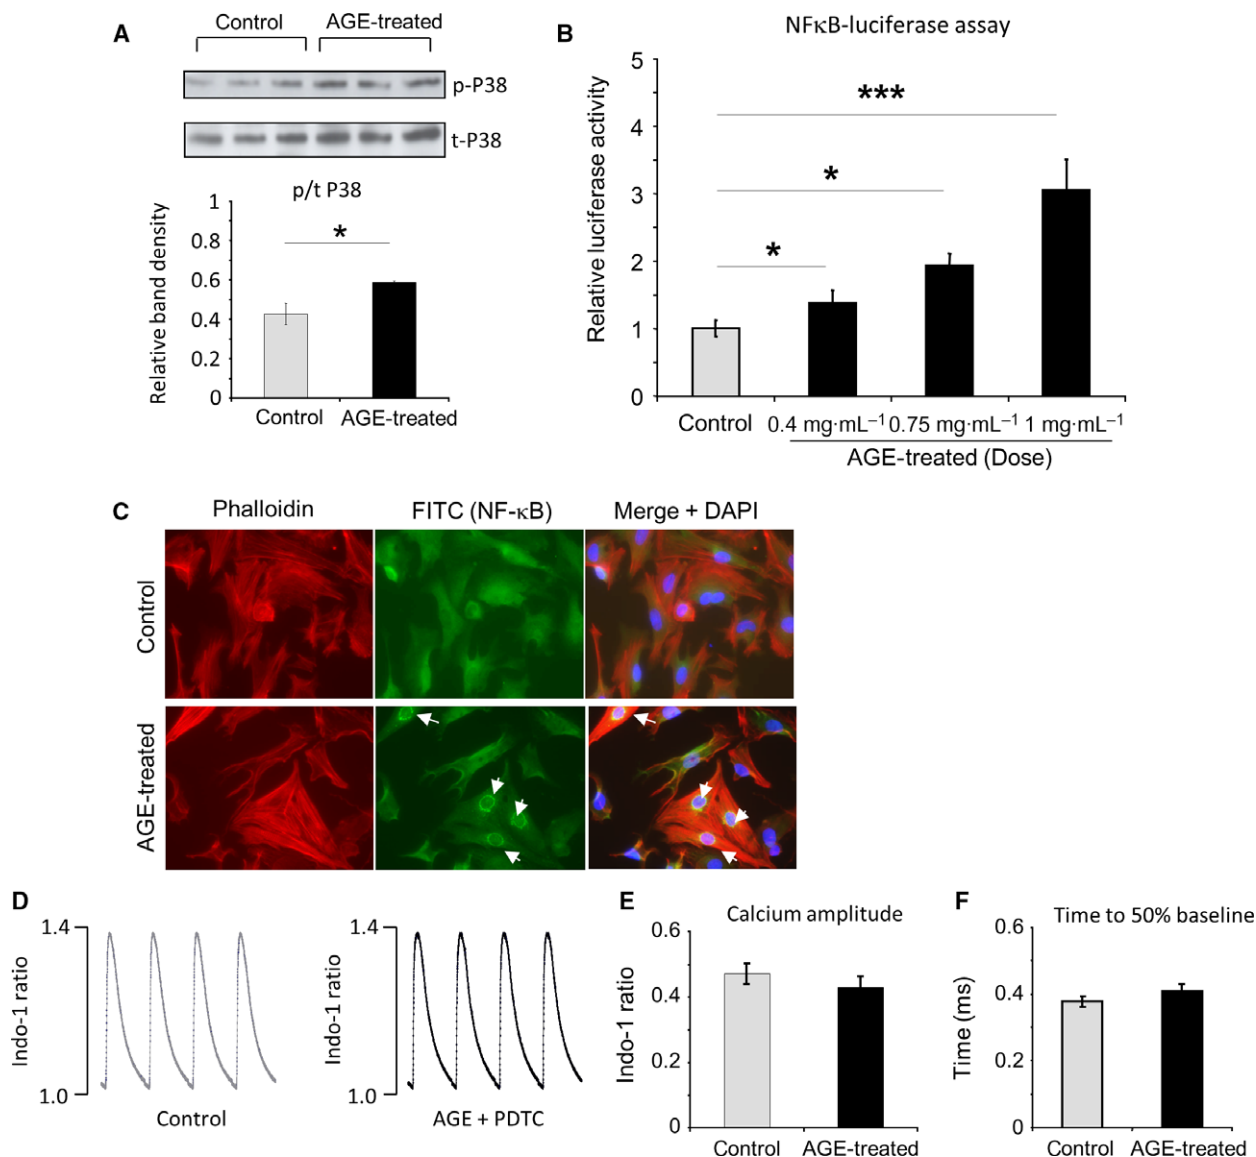 A
Control
AGE-treated
p-P38
t-P38
p/t P38
Relative band density
1
0.8
0.6
0.4
0.2
0
*
Control
AGE-treated
B
NFκB-luciferase assay
Relative luciferase activity
5
4
3
2
1
0
***
*
*
Control
0.4 mg·mL⁻¹
0.75 mg·mL⁻¹
1 mg·mL⁻¹
AGE-treated (Dose)
C
Phalloidin
FITC (NF-κB)
Merge + DAPI
Control
AGE-treated
D
Indo-1 ratio
1.4
1.0
Control
Indo-1 ratio
1.4
1.0
AGE + PDTC
E
Calcium amplitude
Indo-1 ratio
0.6
0.4
0.2
0
Control
AGE-treated
F
Time to 50% baseline
Time (ms)
0.6
0.4
0.2
0
Control
AGE-treated